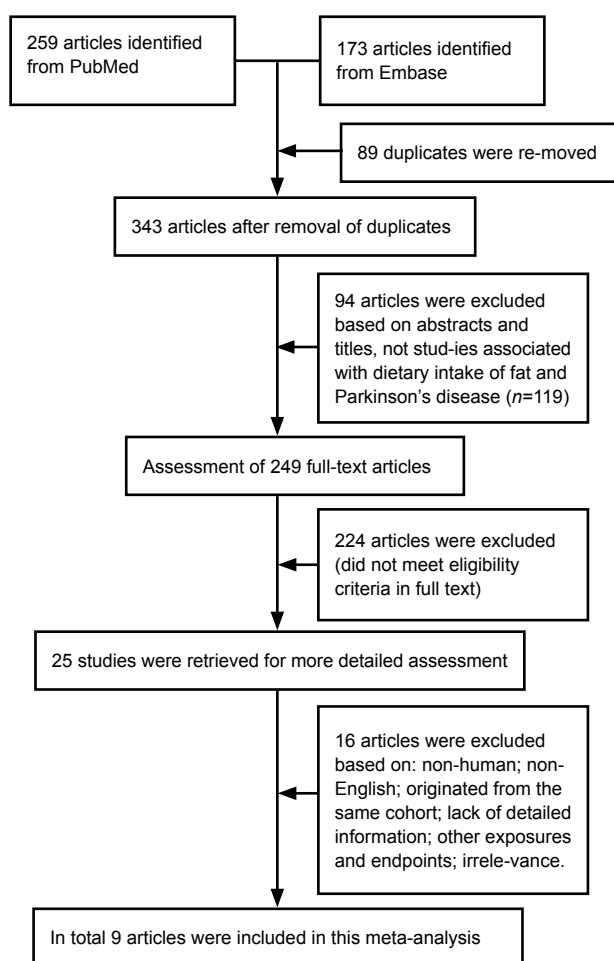 259 articles identified
from PubMed
173 articles identified
from Embase
89 duplicates were re-moved
343 articles after removal of duplicates
94 articles were excluded
based on abstracts and
titles, not stud-ies associated
with dietary intake of fat and
Parkinson’s disease (n=119)
Assessment of 249 full-text articles
224 articles were excluded
(did not meet eligibility
criteria in full text)
25 studies were retrieved for more detailed assessment
16 articles were excluded
based on: non-human; non-
English; originated from the
same cohort; lack of detailed
information; other exposures
and endpoints; irrele-vance.
In total 9 articles were included in this meta-analysis